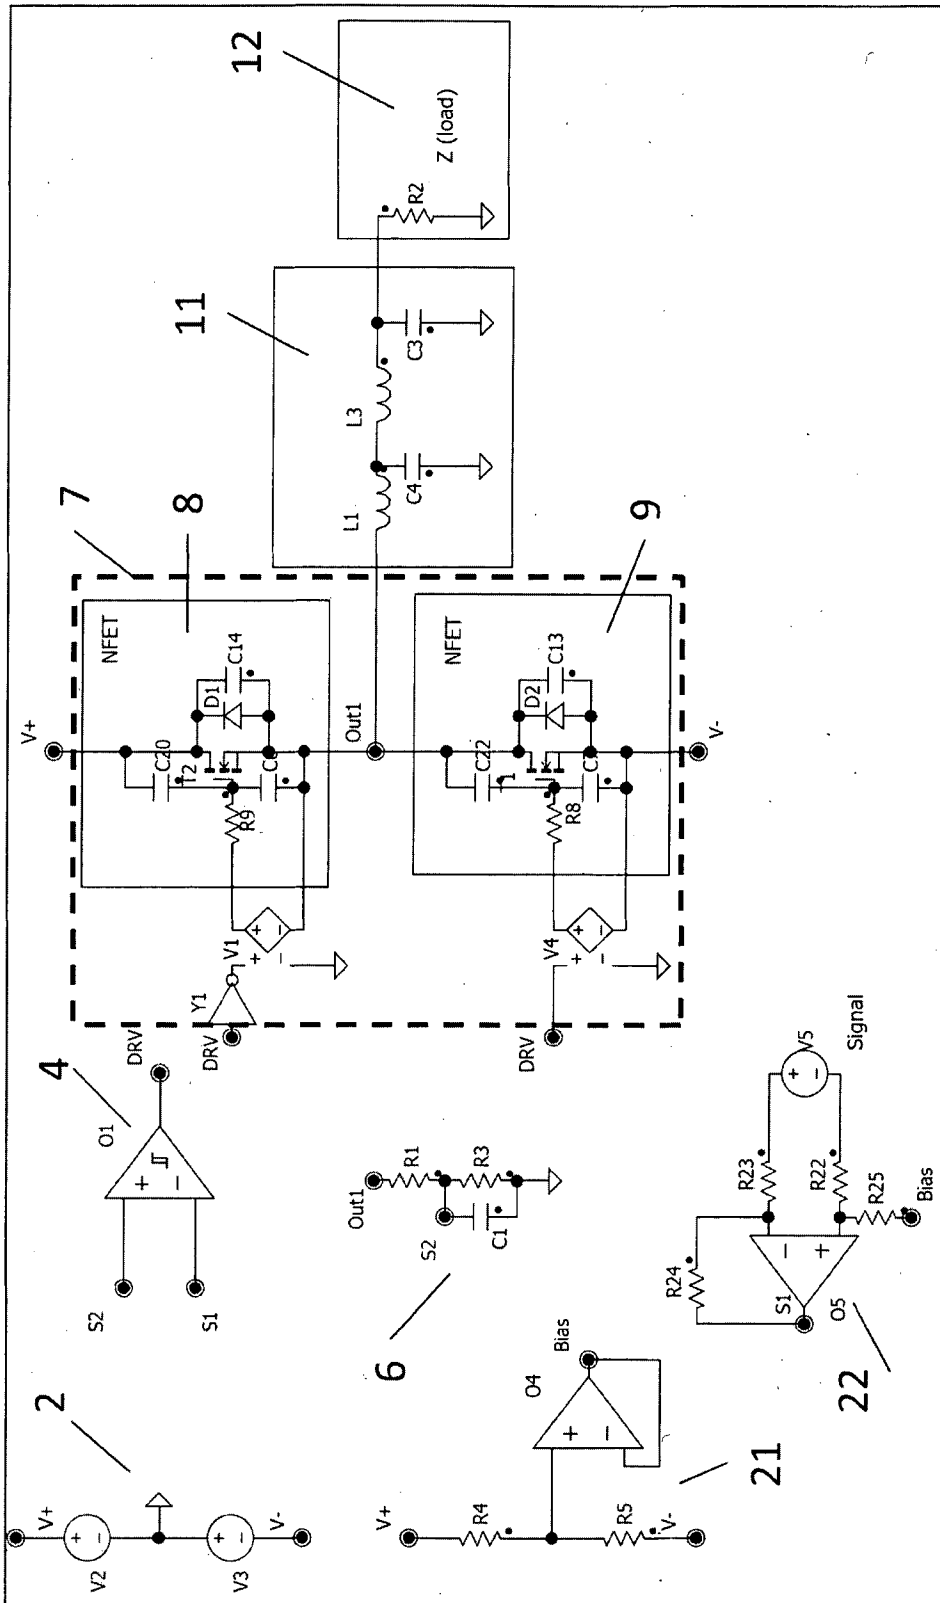 2
V+
V2
V3
V-
4
O1
S2
S1
DRV
+
−
7
8
NFET
V+
C20
T2
D1
C14
C
R9
V1
Y1
DRV
Out1
9
NFET
C22
D2
C13
C
R8
V4
DRV
V-
11
L1
L3
C4
C3
12
Z (load)
R2
6
Out1
R1
S2
R3
C1
21
V+
R4
R5
V-
O4
Bias
22
R24
S1
O5
R23
R22
R25
Bias
V5
Signal